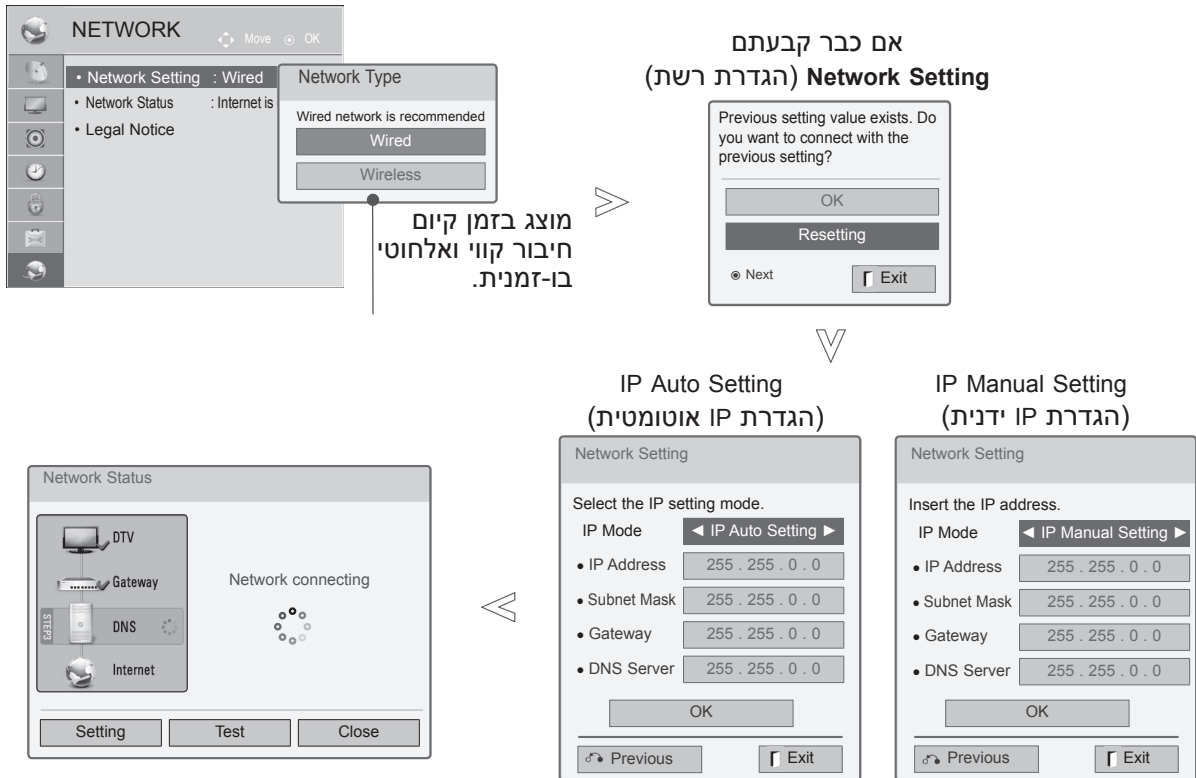 NETWORK
Move
OK
• Network Setting : Wired
• Network Status : Internet is
• Legal Notice
Network Type
Wired network is recommended
Wired
Wireless
מוצג בזמן קיום
חיבור קווי ואלחוטי
בו-זמנית.
אם כבר קבעתם
Network Setting (הגדרת רשת)
Previous setting value exists. Do
you want to connect with the
previous setting?
OK
Resetting
◉ Next
Exit
IP Auto Setting
(הגדרת IP אוטומטית)
Network Setting
Select the IP setting mode.
IP Mode ◄ IP Auto Setting ►
• IP Address 255 . 255 . 0 . 0
• Subnet Mask 255 . 255 . 0 . 0
• Gateway 255 . 255 . 0 . 0
• DNS Server 255 . 255 . 0 . 0
OK
Previous
Exit
IP Manual Setting
(הגדרת IP ידנית)
Network Setting
Insert the IP address.
IP Mode ◄ IP Manual Setting ►
• IP Address 255 . 255 . 0 . 0
• Subnet Mask 255 . 255 . 0 . 0
• Gateway 255 . 255 . 0 . 0
• DNS Server 255 . 255 . 0 . 0
OK
Previous
Exit
Network Status
DTV
Gateway
STEP3
DNS
Internet
Network connecting
Setting
Test
Close